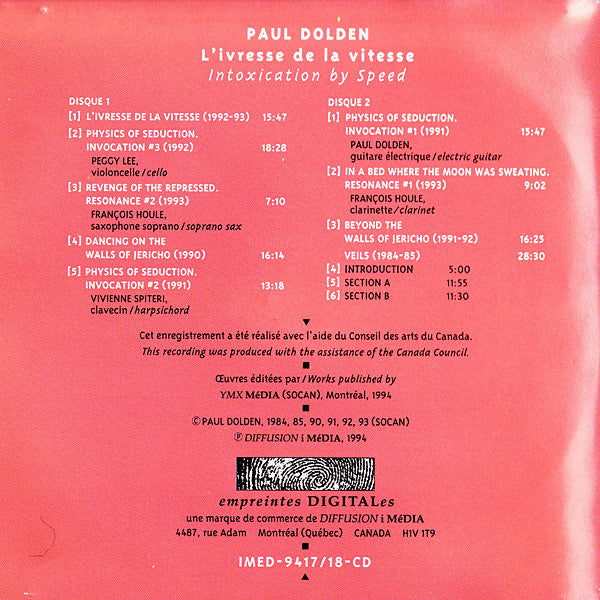 PAUL DOLDEN
L'ivresse de la vitesse
Intoxication by Speed
DISQUE 1
[1] L'IVRESSE DE LA VITESSE (1992-93) 15:47
[2] PHYSICS OF SEDUCTION.
INVOCATION #3 (1992) 18:28
PEGGY LEE,
violoncelle/cello
[3] REVENGE OF THE REPRESSED.
RESONANCE #2 (1993) 7:10
FRANÇOIS HOULE,
saxophone soprano/soprano sax
[4] DANCING ON THE
WALLS OF JERICHO (1990) 16:14
[5] PHYSICS OF SEDUCTION.
INVOCATION #2 (1991) 13:18
VIVIENNE SPITERI,
clavecin/harpsichord
DISQUE 2
[1] PHYSICS OF SEDUCTION.
INVOCATION #1 (1991) 15:47
PAUL DOLDEN,
guitare électrique/electric guitar
[2] IN A BED WHERE THE MOON WAS SWEATING.
RESONANCE #1 (1993) 9:02
FRANÇOIS HOULE,
clarinette/clarinet
[3] BEYOND THE
WALLS OF JERICHO (1991-92) 16:25
VEILS (1984-85) 28:30
[4] INTRODUCTION 5:00
[5] SECTION A 11:55
[6] SECTION B 11:30
Cet enregistrement a été réalisé avec l'aide du Conseil des arts du Canada.
This recording was produced with the assistance of the Canada Council.
Œuvres éditées par/Works published by
YMX MéDIA (SOCAN), Montréal, 1994
©PAUL DOLDEN, 1984, 85, 90, 91, 92, 93 (SOCAN)
℗ DIFFUSION i MéDIA, 1994
empreintes DIGITALes
une marque de commerce de DIFFUSION i MéDIA
4487, rue Adam Montréal (Québec) CANADA H1V 1T9
IMED-9417/18-CD